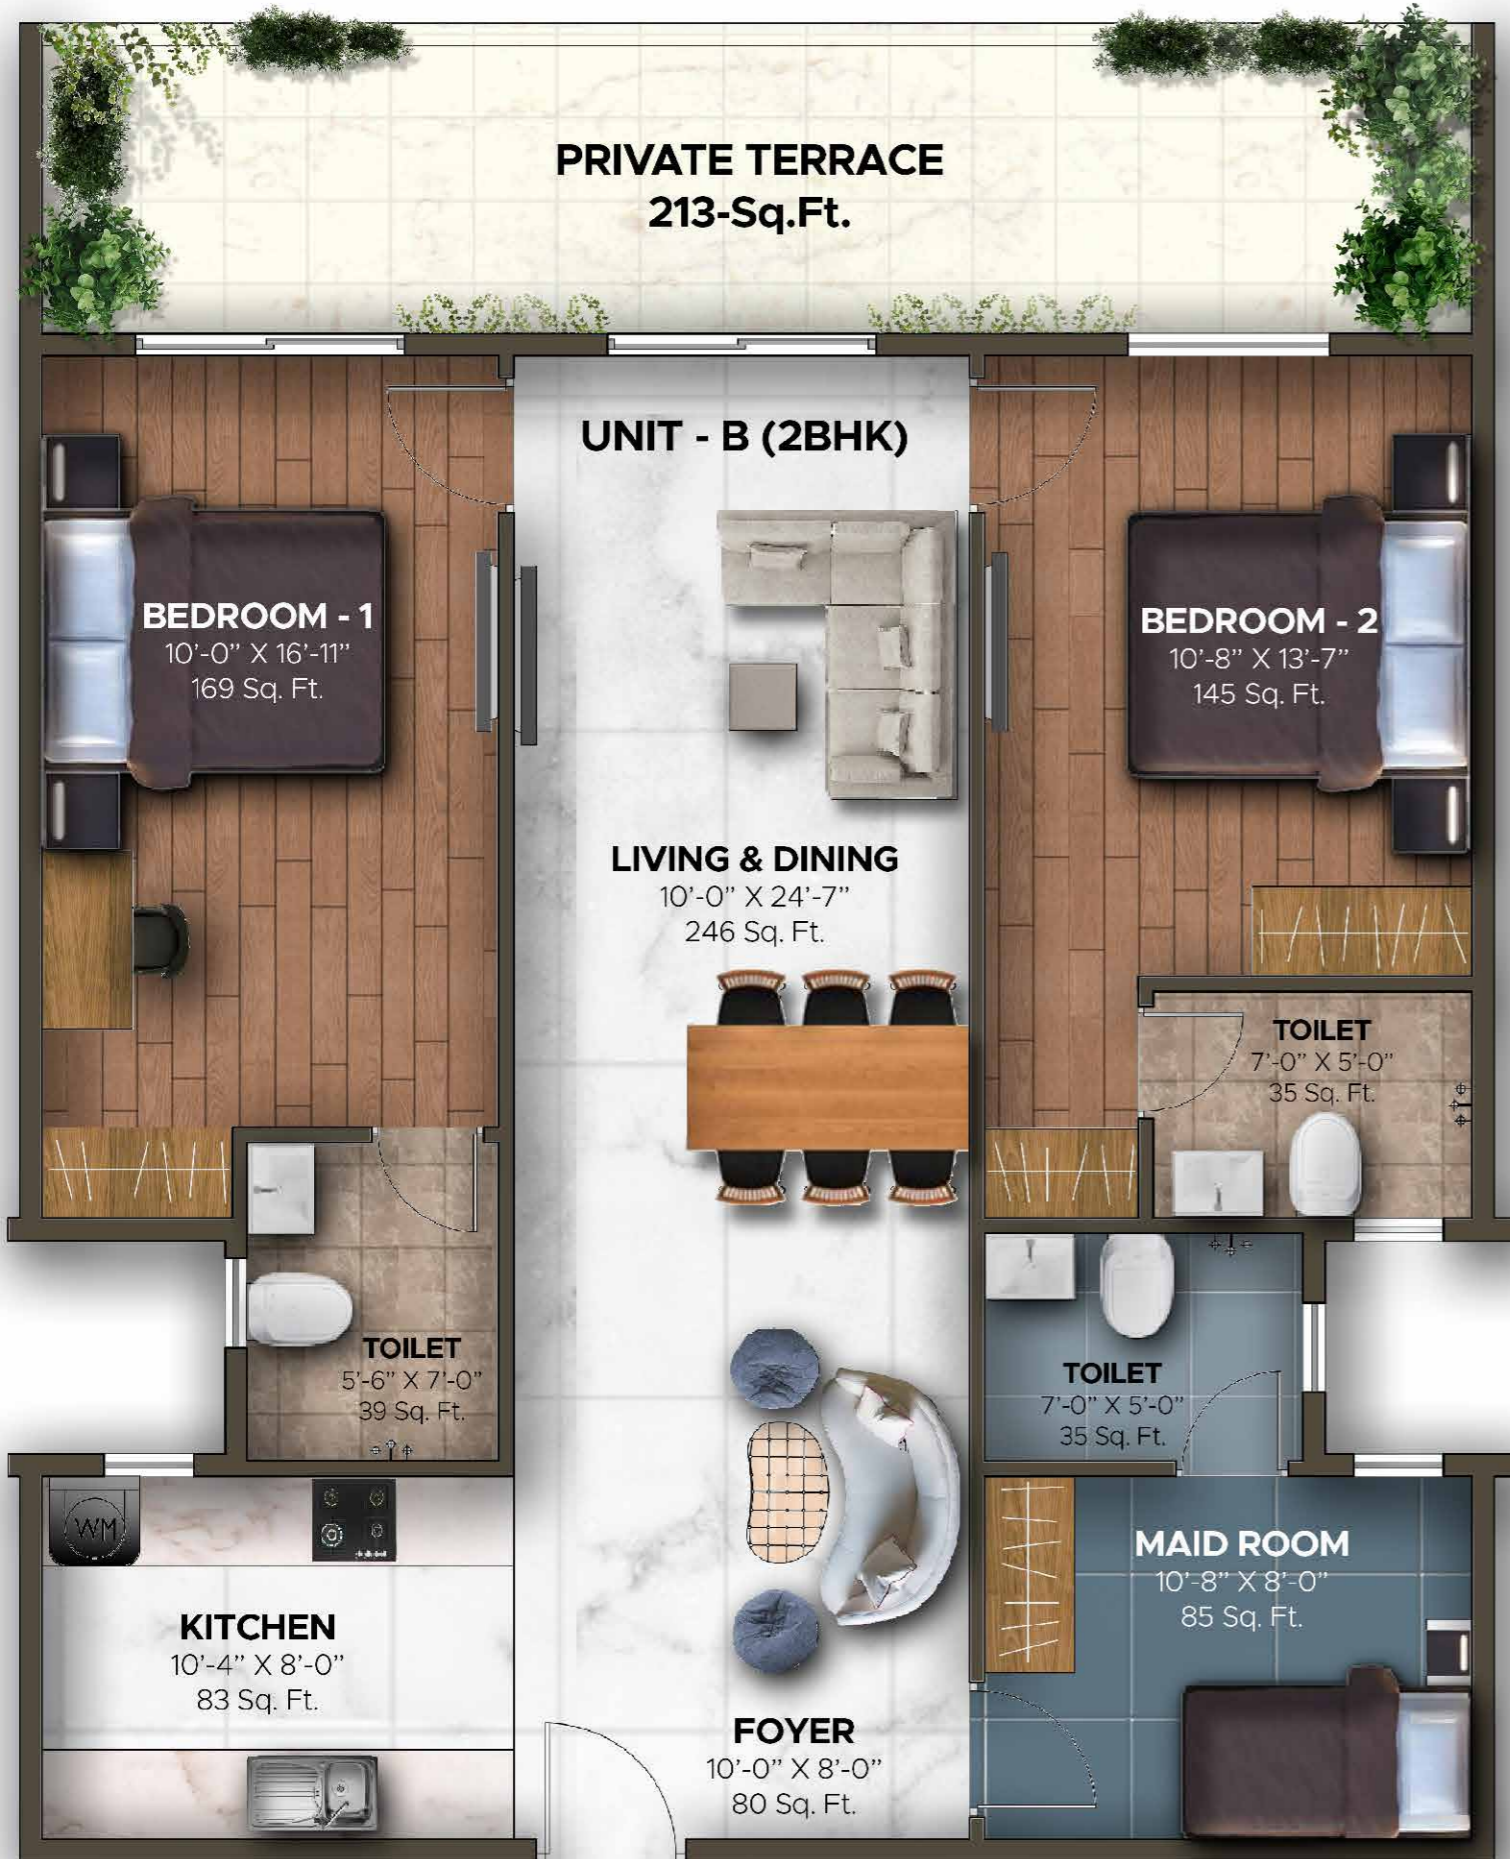 PRIVATE TERRACE
213-Sq.Ft.
UNIT - B (2BHK)
BEDROOM - 1
10'-0” X 16'-11”
169 Sq. Ft.
BEDROOM - 2
10'-8” X 13'-7”
145 Sq. Ft.
LIVING & DINING
10'-0” X 24'-7”
246 Sq. Ft.
TOILET
7'-0” X 5'-0”
35 Sq. Ft.
TOILET
5'-6” X 7'-0”
39 Sq. Ft.
TOILET
7'-0” X 5'-0”
35 Sq. Ft.
WM
MAID ROOM
10'-8” X 8'-0”
85 Sq. Ft.
KITCHEN
10'-4” X 8'-0”
83 Sq. Ft.
FOYER
10'-0” X 8'-0”
80 Sq. Ft.